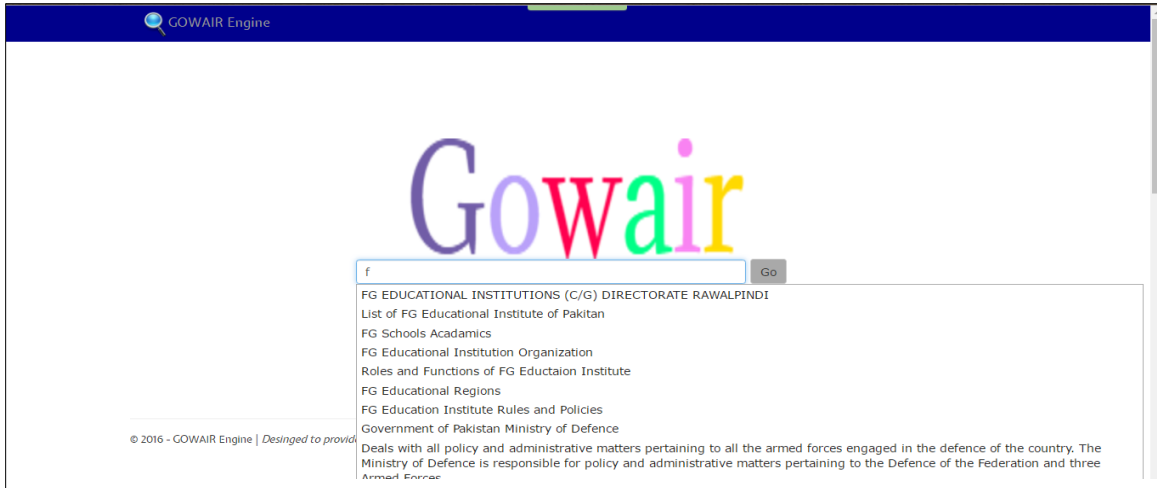 GOWAIR Engine
Gowair
f
Go
FG EDUCATIONAL INSTITUTIONS (C/G) DIRECTORATE RAWALPINDI
List of FG Educational Institute of Pakitan
FG Schools Acadamics
FG Educational Institution Organization
Roles and Functions of FG Eductaion Institute
FG Educational Regions
FG Education Institute Rules and Policies
Government of Pakistan Ministry of Defence
Deals with all policy and administrative matters pertaining to all the armed forces engaged in the defence of the country. The
Ministry of Defence is responsible for policy and administrative matters pertaining to the Defence of the Federation and three
Armed Forces
© 2016 - GOWAIR Engine | Desinged to provide